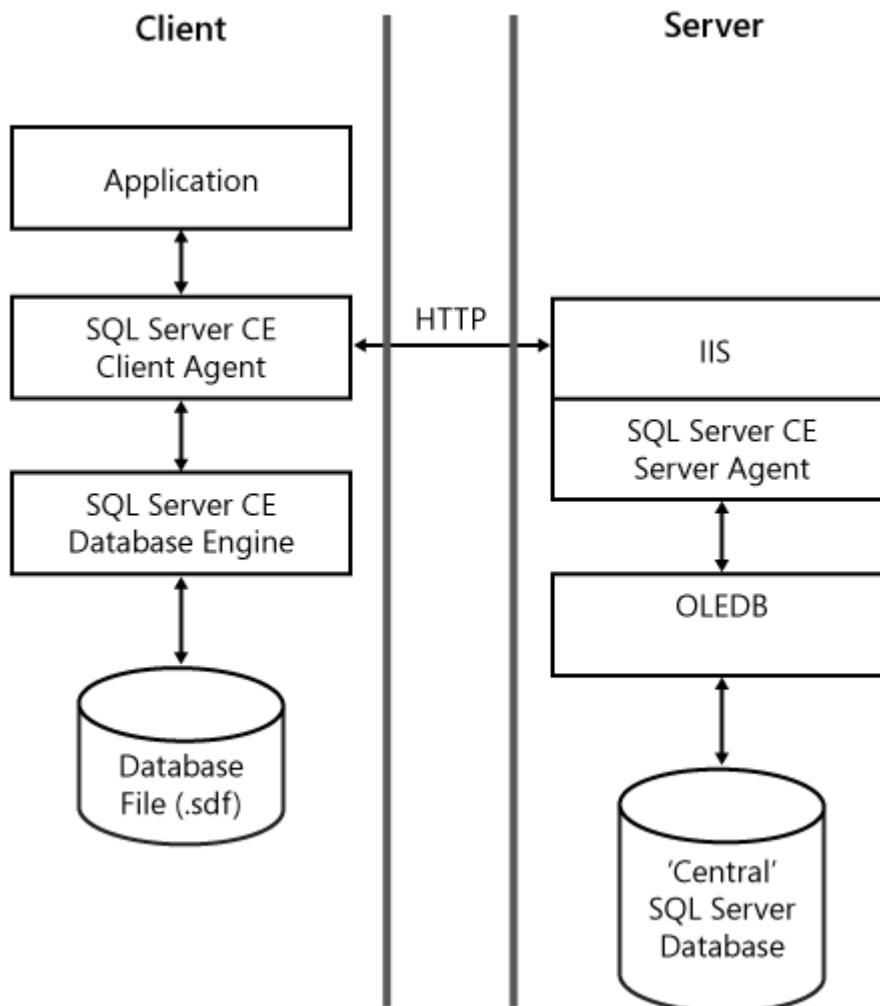 Client
Server
Application
SQL Server CE
Client Agent
HTTP
IIS
SQL Server CE
Server Agent
SQL Server CE
Database Engine
OLEDB
Database
File (.sdf)
‘Central’
SQL Server
Database